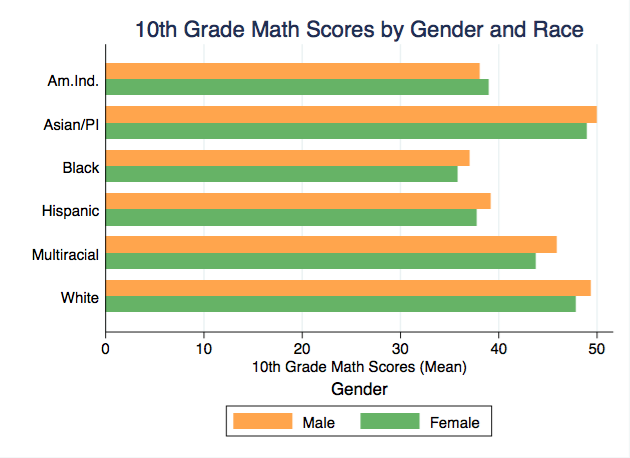 10th Grade Math Scores by Gender and Race
Am.Ind.
Asian/PI
Black
Hispanic
Multiracial
White
0 10 20 30 40 50
10th Grade Math Scores (Mean)
Gender
Male Female